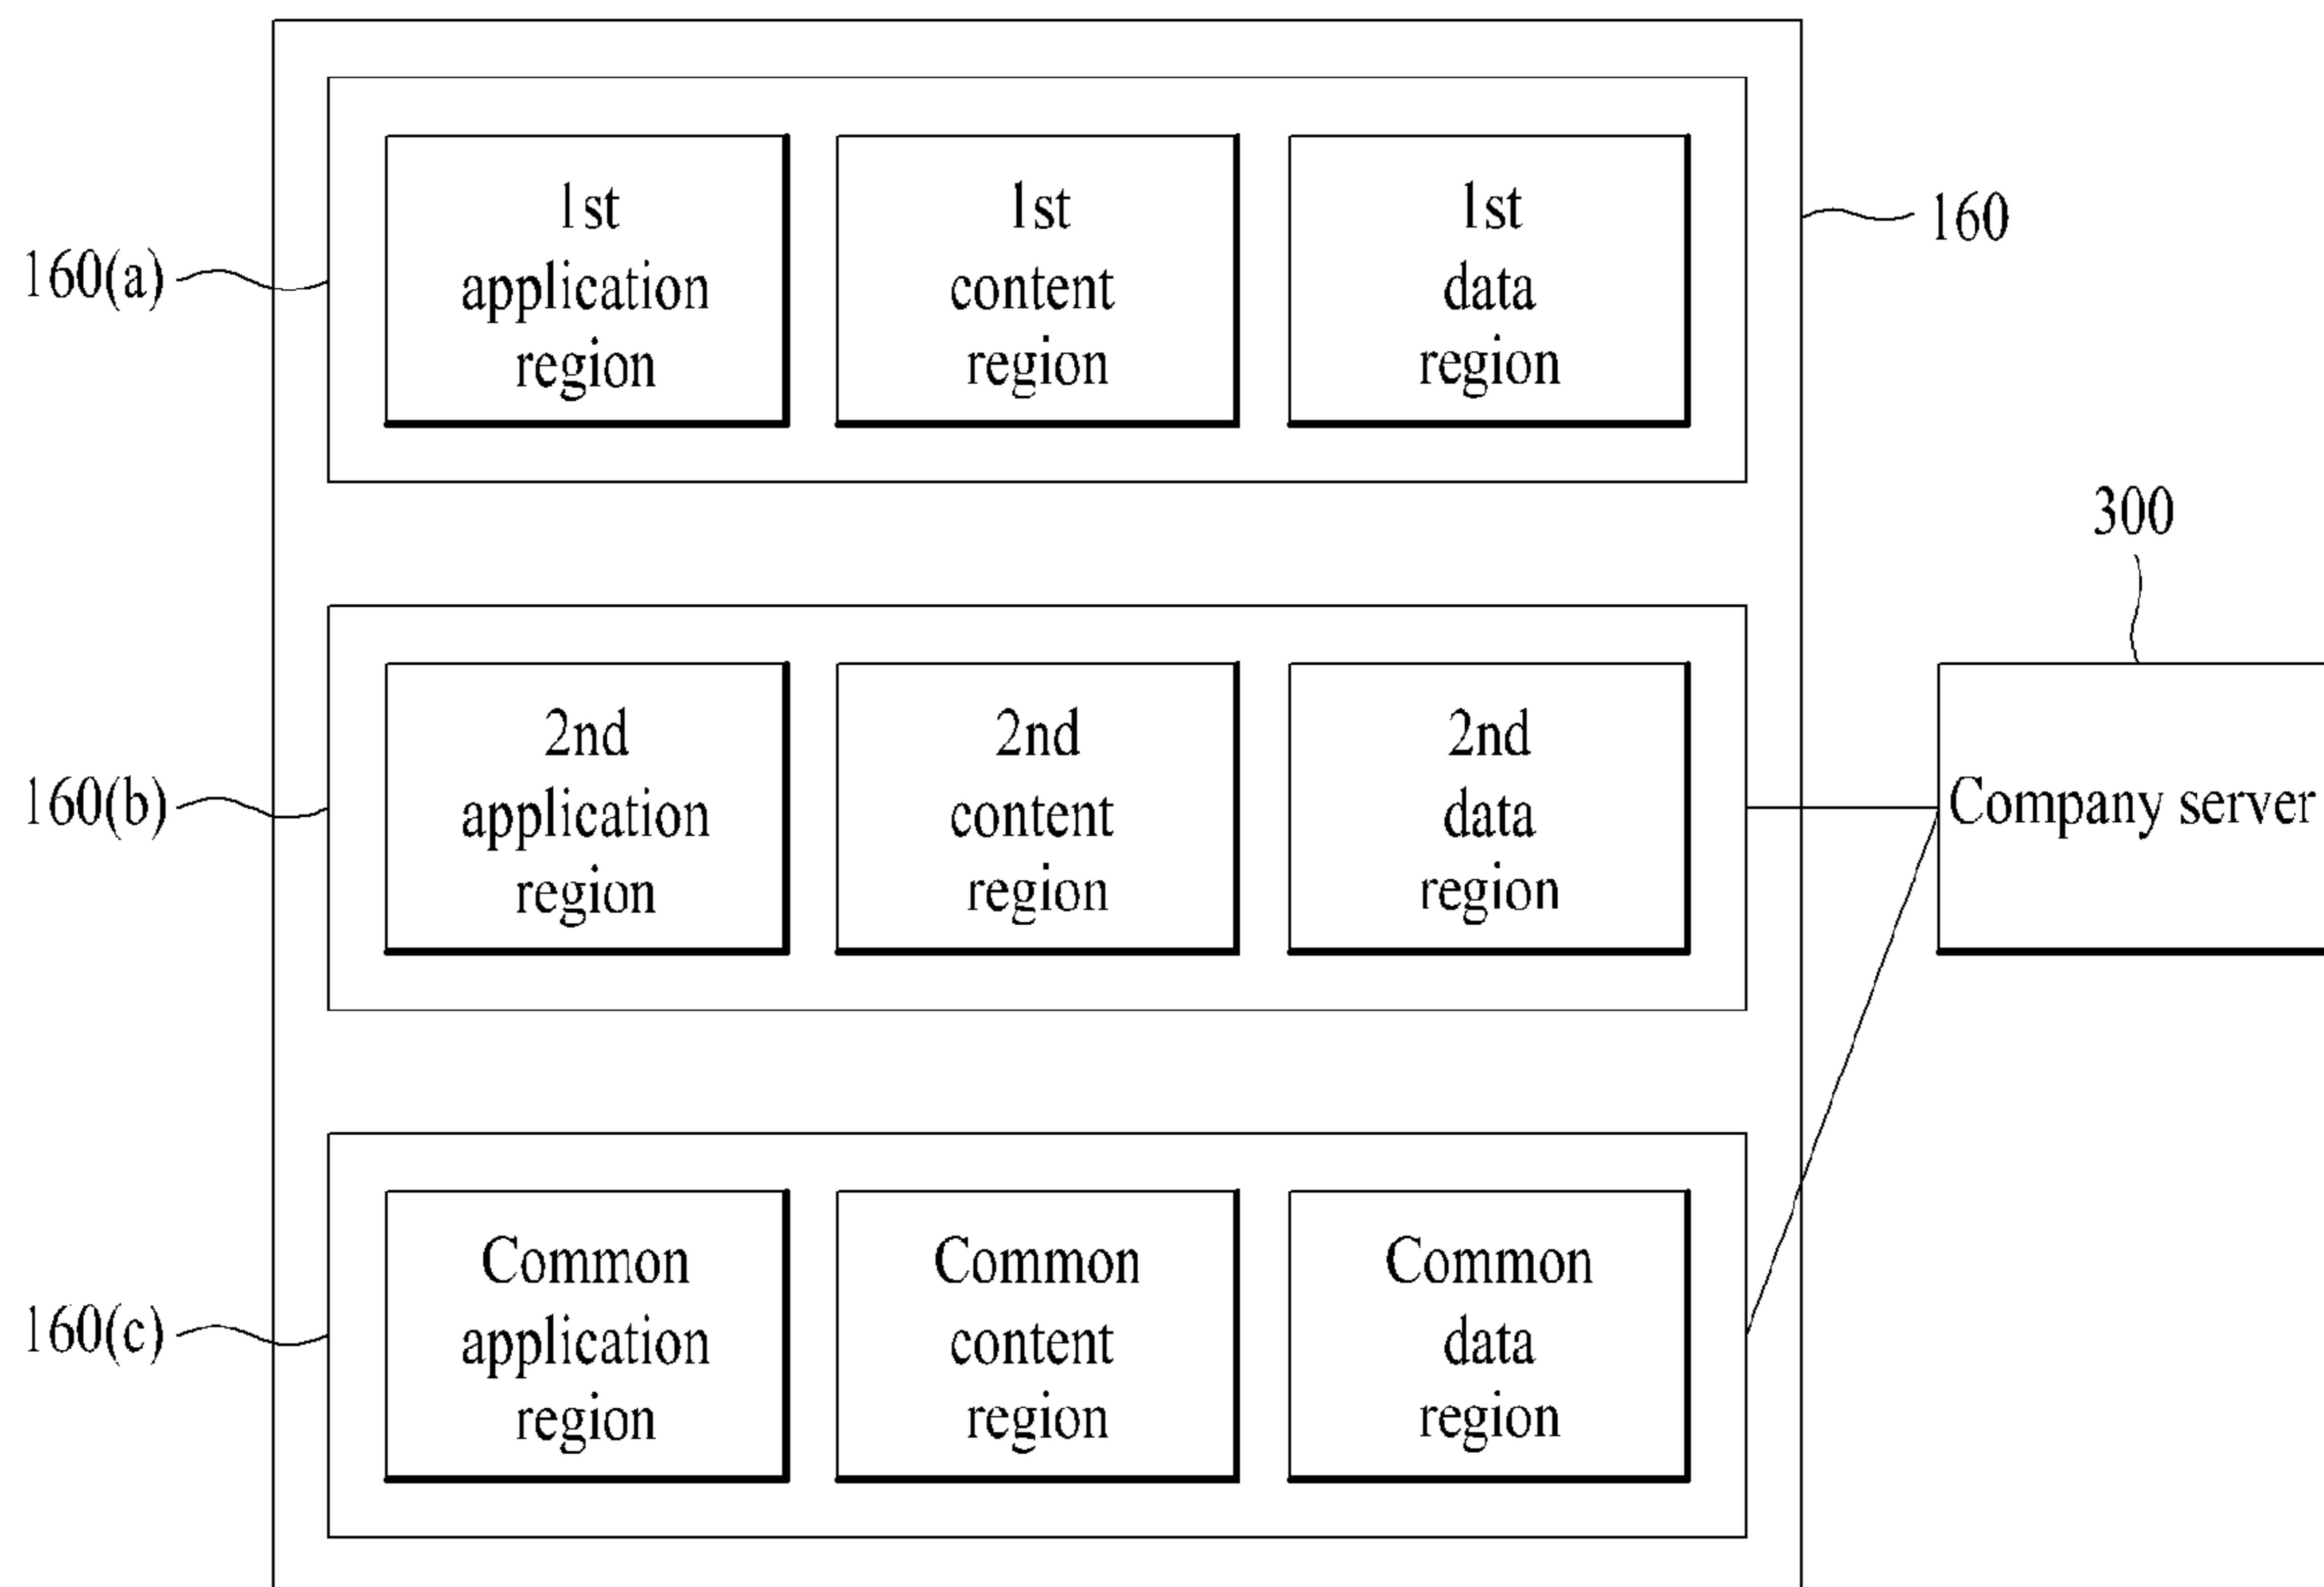 160(a)
1st
application
region
1st
content
region
1st
data
region
160
300
160(b)
2nd
application
region
2nd
content
region
2nd
data
region
Company server
160(c)
Common
application
region
Common
content
region
Common
data
region